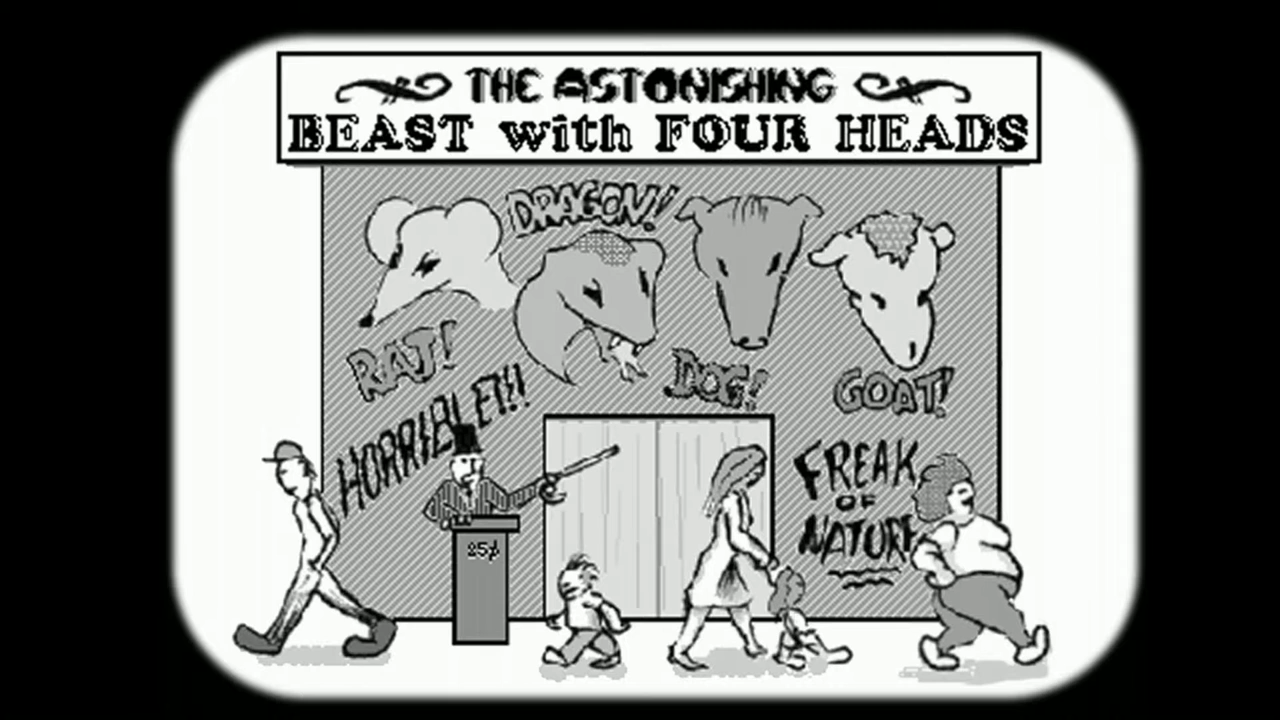 THE ASTONISHING
BEAST with FOUR HEADS
DRAGON!
RAT!
DOG!
GOAT!
HORRIBLE!!!
FREAK
OF
NATURE
25¢